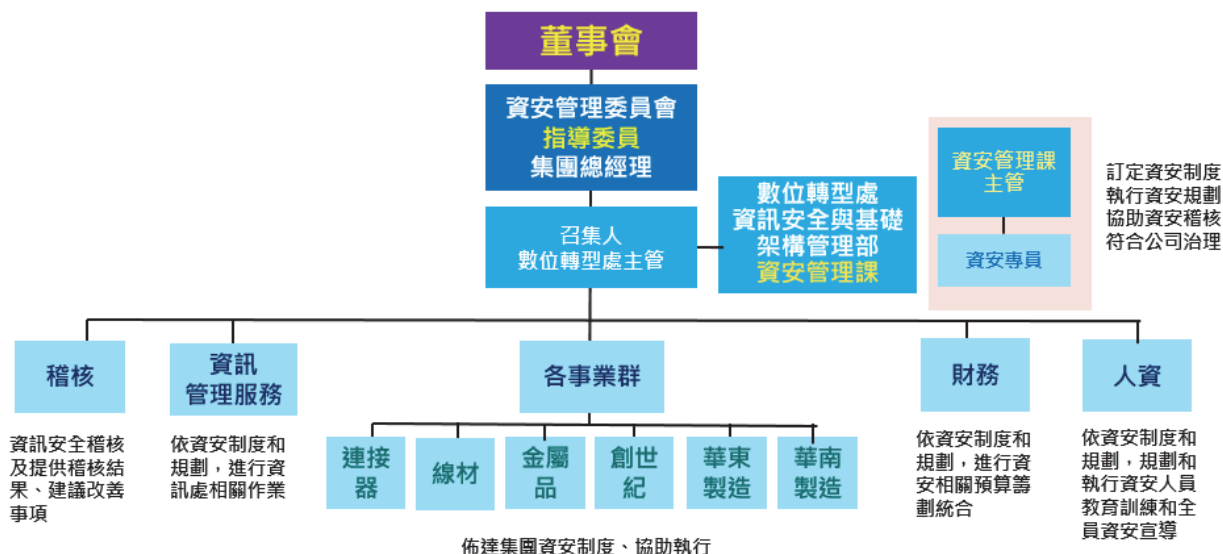 董事會
資安管理委員會
指導委員
集團總經理
召集人
數位轉型處主管
數位轉型處
資訊安全與基礎
架構管理部
資安管理課
資安管理課
主管
資安專員
訂定資安制度
執行資安規劃
協助資安稽核
符合公司治理
稽核
資訊安全稽核
及提供稽核結
果、建議改善
事項
資訊
管理服務
依資安制度和
規劃，進行資
訊處相關作業
各事業群
連接
器
線材
金屬
品
創世
紀
華東
製造
華南
製造
佈達集團資安制度、協助執行
財務
依資安制度和
規劃，進行資
安相關預算籌
劃統合
人資
依資安制度和
規劃，規劃和
執行資安人員
教育訓練和全
員資安宣導